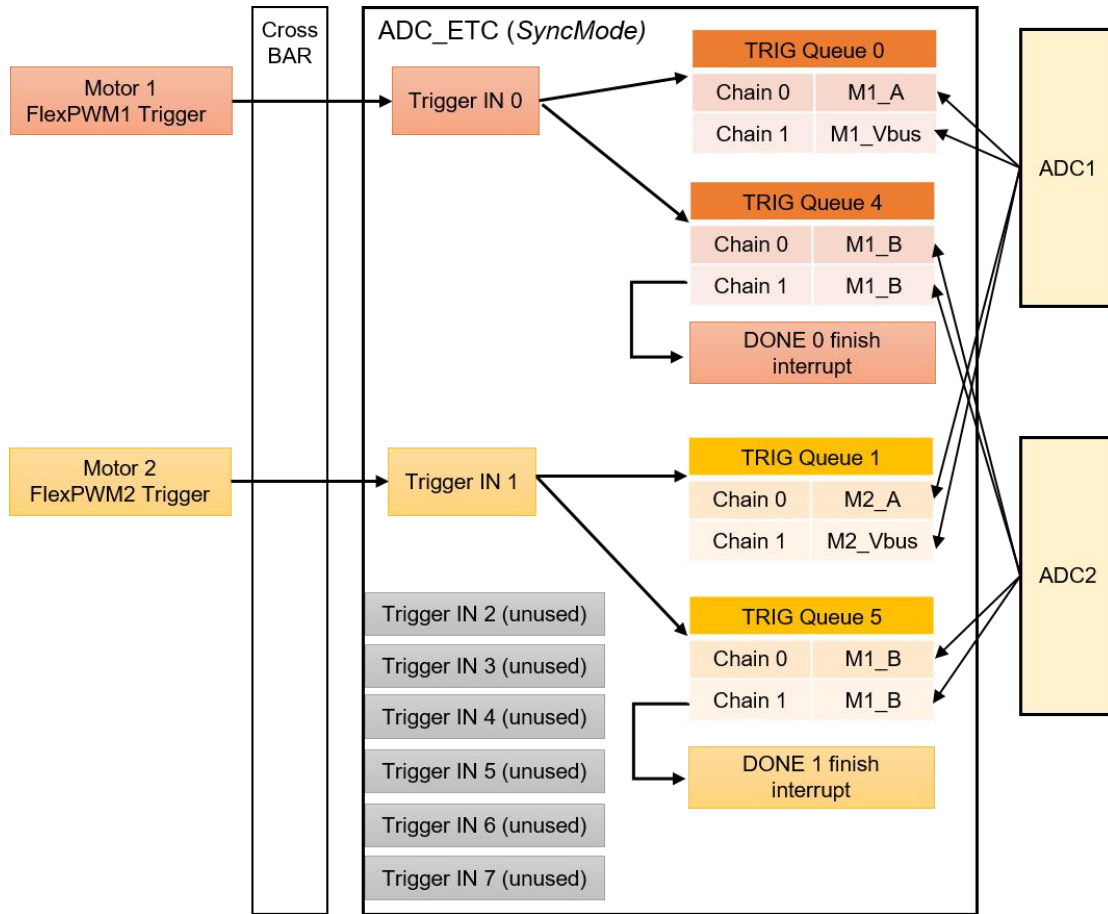 Cross
BAR
ADC_ETC (SyncMode)
Motor 1
FlexPWM1 Trigger
Trigger IN 0
TRIG Queue 0
Chain 0 M1_A
Chain 1 M1_Vbus
TRIG Queue 4
Chain 0 M1_B
Chain 1 M1_B
DONE 0 finish
interrupt
ADC1
Motor 2
FlexPWM2 Trigger
Trigger IN 1
TRIG Queue 1
Chain 0 M2_A
Chain 1 M2_Vbus
TRIG Queue 5
Chain 0 M1_B
Chain 1 M1_B
DONE 1 finish
interrupt
ADC2
Trigger IN 2 (unused)
Trigger IN 3 (unused)
Trigger IN 4 (unused)
Trigger IN 5 (unused)
Trigger IN 6 (unused)
Trigger IN 7 (unused)